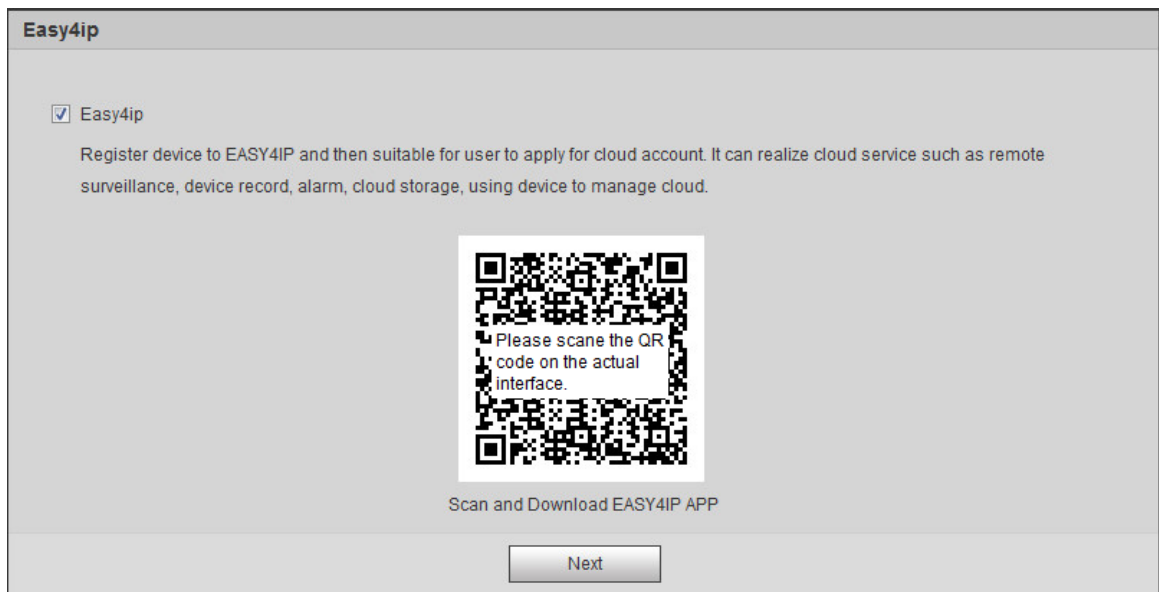 Easy4ip
Easy4ip
Register device to EASY4IP and then suitable for user to apply for cloud account. It can realize cloud service such as remote
surveillance, device record, alarm, cloud storage, using device to manage cloud.
Please scane the QR
code on the actual
interface.
Scan and Download EASY4IP APP
Next